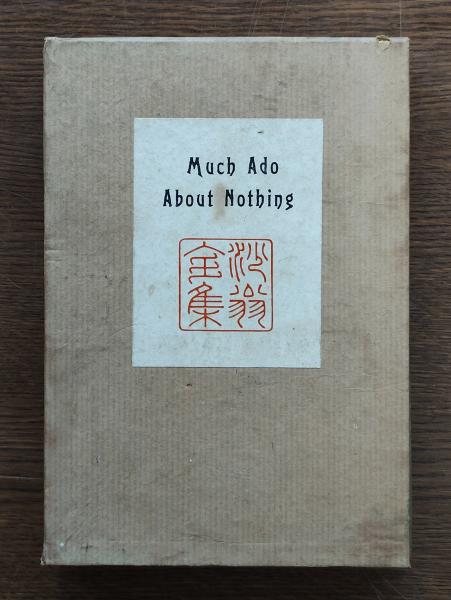 Much Ado
About Nothing
沙翁
全集